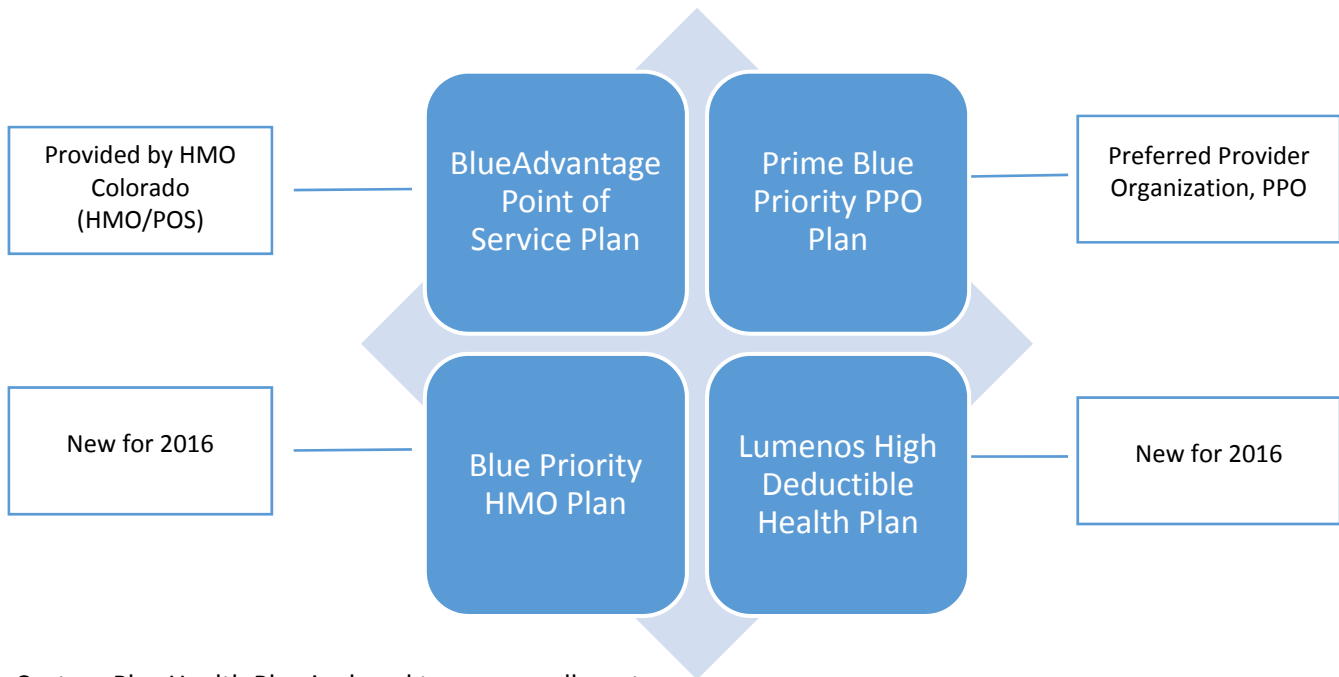 Provided by HMO
Colorado
(HMO/POS)
BlueAdvantage
Point of
Service Plan
Prime Blue
Priority PPO
Plan
Preferred Provider
Organization, PPO
New for 2016
Blue Priority
HMO Plan
Lumenos High
Deductible
Health Plan
New for 2016